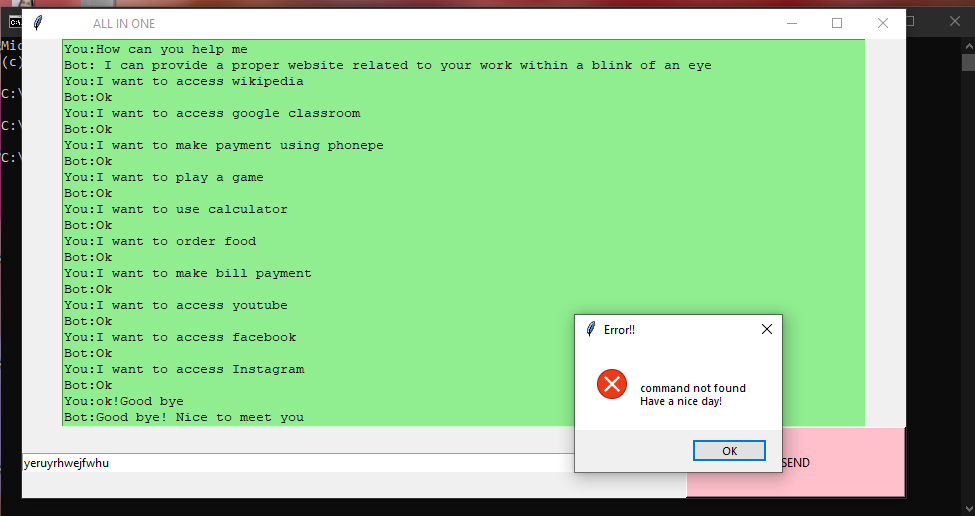 ALL IN ONE
C:\
Mic
(c)
C:\
C:\
C:\
You:How can you help me
Bot: I can provide a proper website related to your work within a blink of an eye
You:I want to access wikipedia
Bot:Ok
You:I want to access google classroom
Bot:Ok
You:I want to make payment using phonepe
Bot:Ok
You:I want to play a game
Bot:Ok
You:I want to use calculator
Bot:Ok
You:I want to order food
Bot:Ok
You:I want to make bill payment
Bot:Ok
You:I want to access youtube
Bot:Ok
You:I want to access facebook
Bot:Ok
You:I want to access Instagram
Bot:Ok
You:ok!Good bye
Bot:Good bye! Nice to meet you
Error!!
command not found
Have a nice day!
OK
yeruyrhwejfwhu
SEND